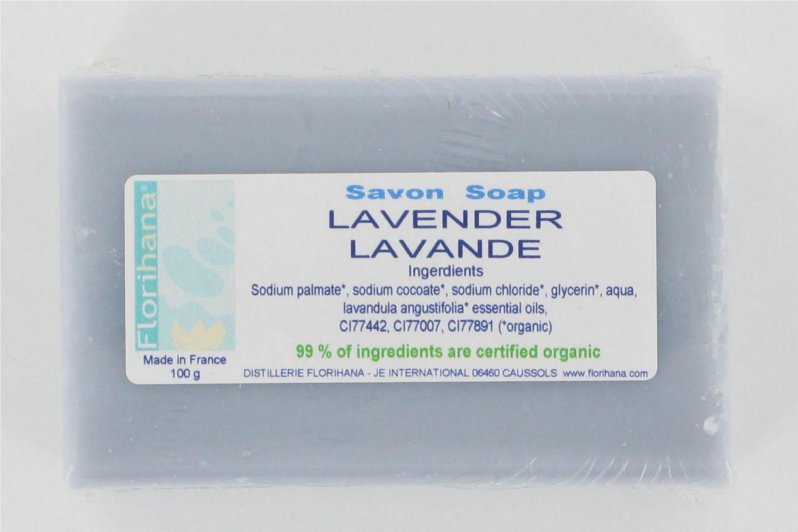 Florihana®
Savon Soap
LAVENDER
LAVANDE
Ingerdients
Sodium palmate*, sodium cocoate*, sodium chloride*, glycerin*, aqua,
lavandula angustifolia* essential oils,
CI77442, CI77007, CI77891 (*organic)
99 % of ingredients are certified organic
Made in France
100 g
DISTILLERIE FLORIHANA - JE INTERNATIONAL 06460 CAUSSOLS www.florihana.com